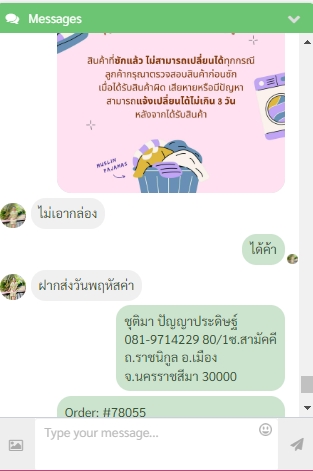 Messages
สินค้าที่ซักแล้ว ไม่สามารถเปลี่ยนได้ทุกกรณี
ลูกค้ากรุณาตรวจสอบสินค้าก่อนซัก
เมื่อได้รับสินค้าผิด เสียหายหรือมีปัญหา
สามารถแจ้งเปลี่ยนได้ไม่เกิน 3 วัน
หลังจากได้รับสินค้า
MUSLIN
PAJAMAS
ไม่เอากล่อง
ได้ค้า
ฝากส่งวันพฤหัสค่า
ชุติมา ปัญญาประดิษฐ์
081-9714229 80/1ซ.สามัคคี
ถ.ราชนิกูล อ.เมือง
จ.นครราชสีมา 30000
Order: #78055
Type your message...